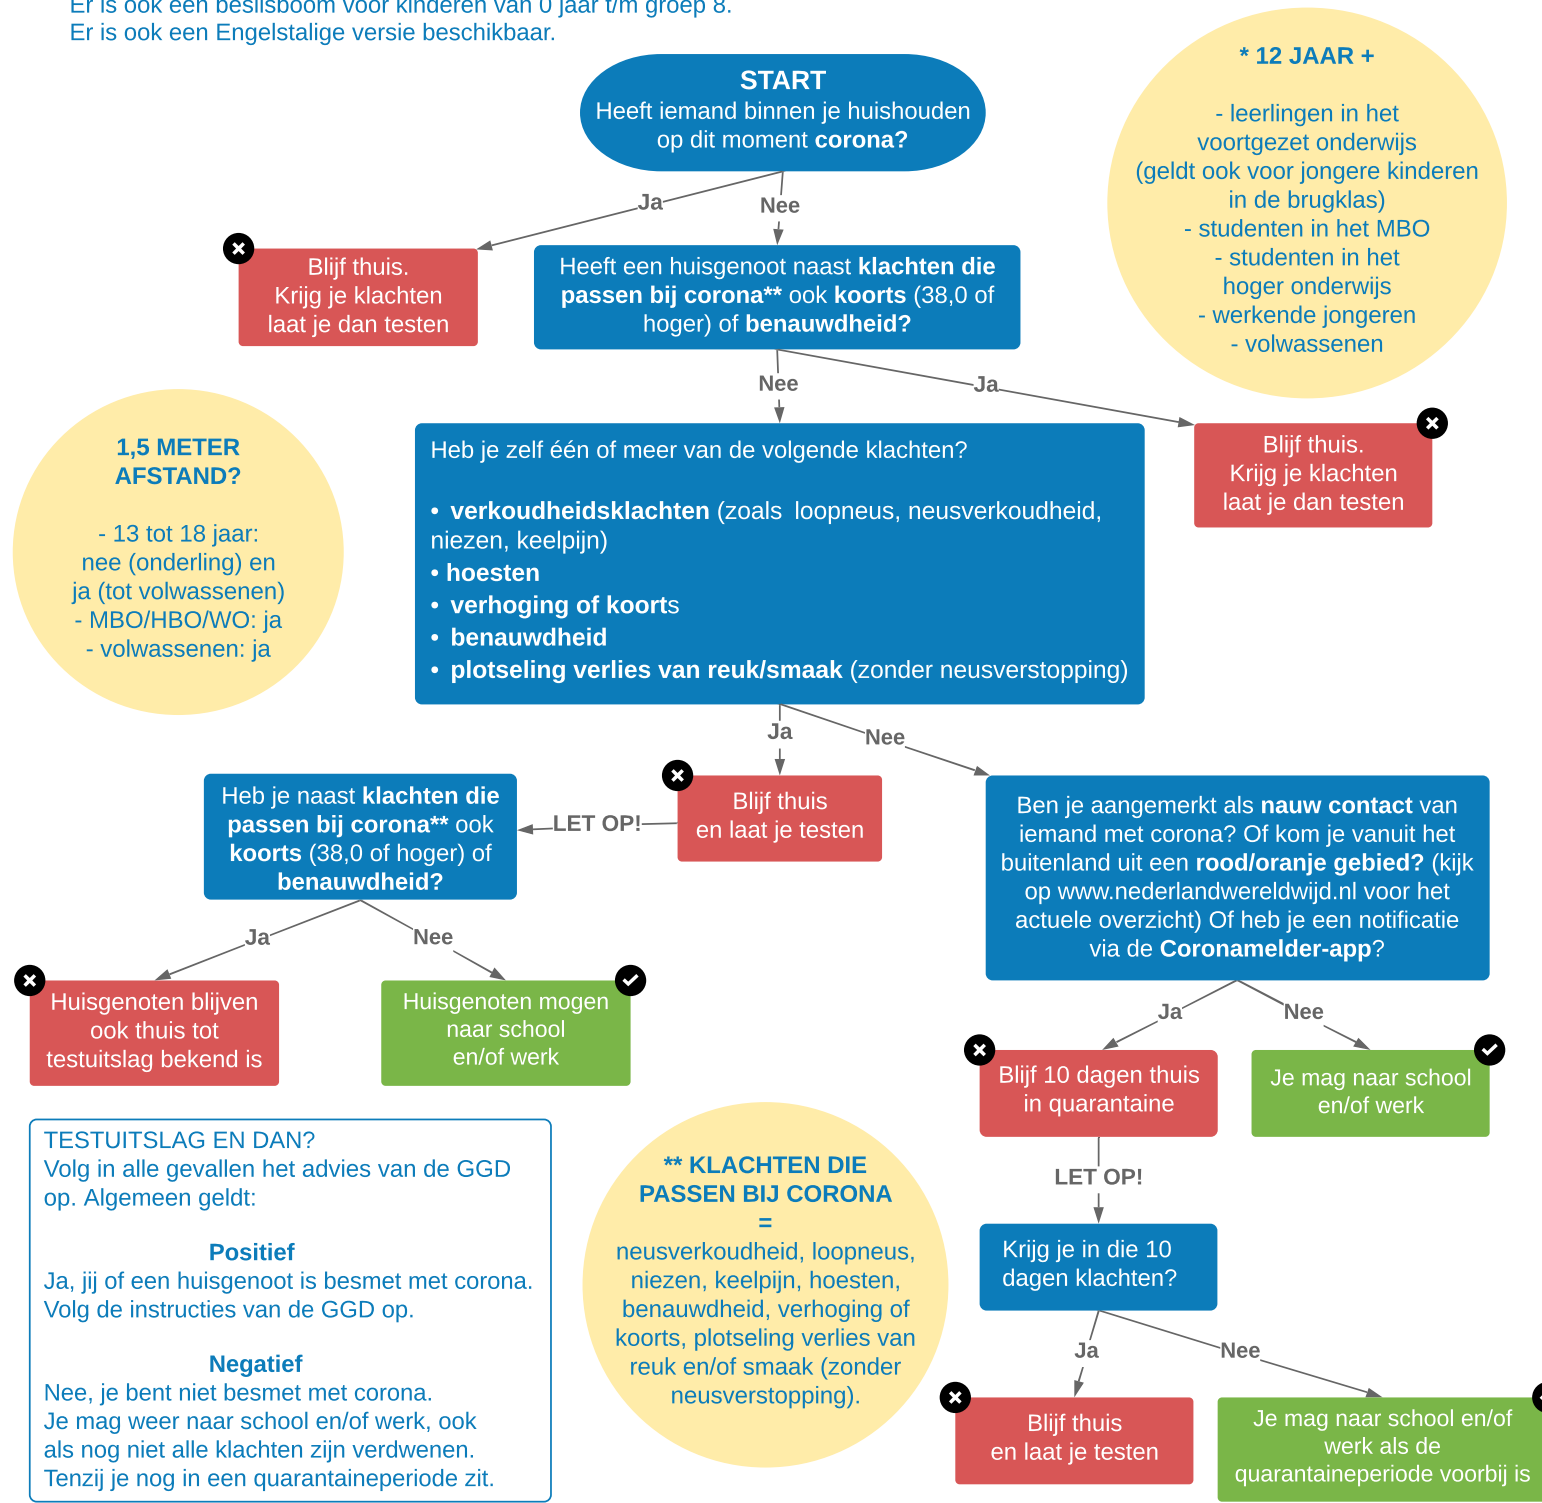 Er is ook een beslisboom voor kinderen van 0 jaar t/m groep 8.
Er is ook een Engelstalige versie beschikbaar.
START
Heeft iemand binnen je huishouden
op dit moment corona?
* 12 JAAR +
- leerlingen in het
voortgezet onderwijs
(geldt ook voor jongere kinderen
in de brugklas)
- studenten in het MBO
- studenten in het
hoger onderwijs
- werkende jongeren
- volwassenen
Ja
Nee
Blijf thuis.
Krijg je klachten
laat je dan testen
Heeft een huisgenoot naast klachten die
passen bij corona** ook koorts (38,0 of
hoger) of benauwdheid?
Nee
Ja
Blijf thuis.
Krijg je klachten
laat je dan testen
1,5 METER
AFSTAND?
- 13 tot 18 jaar:
nee (onderling) en
ja (tot volwassenen)
- MBO/HBO/WO: ja
- volwassenen: ja
Heb je zelf één of meer van de volgende klachten?
• verkoudheidsklachten (zoals  loopneus, neusverkoudheid,
niezen, keelpijn)
• hoesten
• verhoging of koorts
• benauwdheid
• plotseling verlies van reuk/smaak (zonder neusverstopping)
Ja
Nee
Blijf thuis
en laat je testen
LET OP!
Heb je naast klachten die
passen bij corona** ook
koorts (38,0 of hoger) of
benauwdheid?
Ja
Nee
Huisgenoten blijven
ook thuis tot
testuitslag bekend is
Huisgenoten mogen
naar school
en/of werk
Ben je aangemerkt als nauw contact van
iemand met corona? Of kom je vanuit het
buitenland uit een rood/oranje gebied? (kijk
op www.nederlandwereldwijd.nl voor het
actuele overzicht) Of heb je een notificatie
via de Coronamelder-app?
Ja
Nee
Blijf 10 dagen thuis
in quarantaine
Je mag naar school
en/of werk
LET OP!
Krijg je in die 10
dagen klachten?
Ja
Nee
Blijf thuis
en laat je testen
Je mag naar school en/of
werk als de
quarantaineperiode voorbij is
TESTUITSLAG EN DAN?
Volg in alle gevallen het advies van de GGD
op. Algemeen geldt:
Positief
Ja, jij of een huisgenoot is besmet met corona.
Volg de instructies van de GGD op.
Negatief
Nee, je bent niet besmet met corona.
Je mag weer naar school en/of werk, ook
als nog niet alle klachten zijn verdwenen.
Tenzij je nog in een quarantaineperiode zit.
** KLACHTEN DIE
PASSEN BIJ CORONA
=
neusverkoudheid, loopneus,
niezen, keelpijn, hoesten,
benauwdheid, verhoging of
koorts, plotseling verlies van
reuk en/of smaak (zonder
neusverstopping).